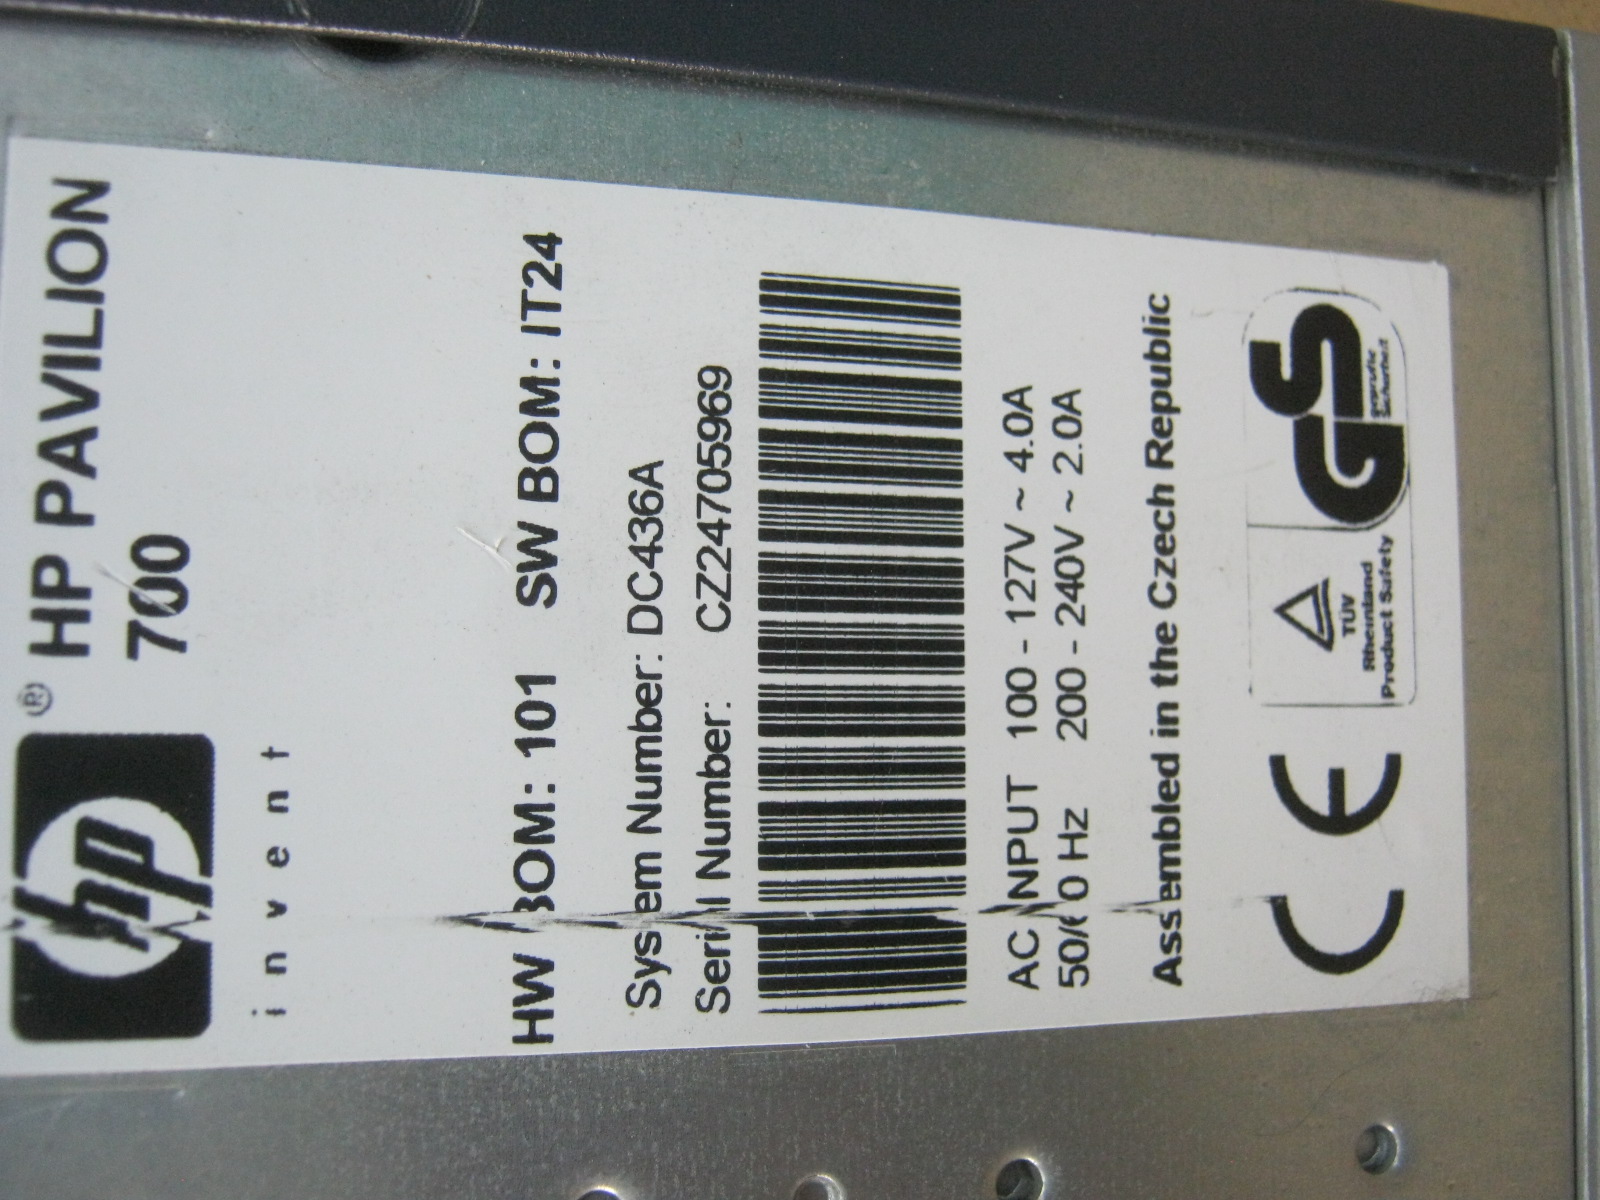 hp
®
HP PAVILION
700
invent
HW BOM: 101 SW BOM: IT24
System Number: DC436A
Serial Number: CZ24705969
AC INPUT 100 - 127V ~ 4.0A
50/60 Hz 200 - 240V ~ 2.0A
Assembled in the Czech Republic
CE
TÜV
Rheinland
Product Safety
GS
geprüfte
Sicherheit